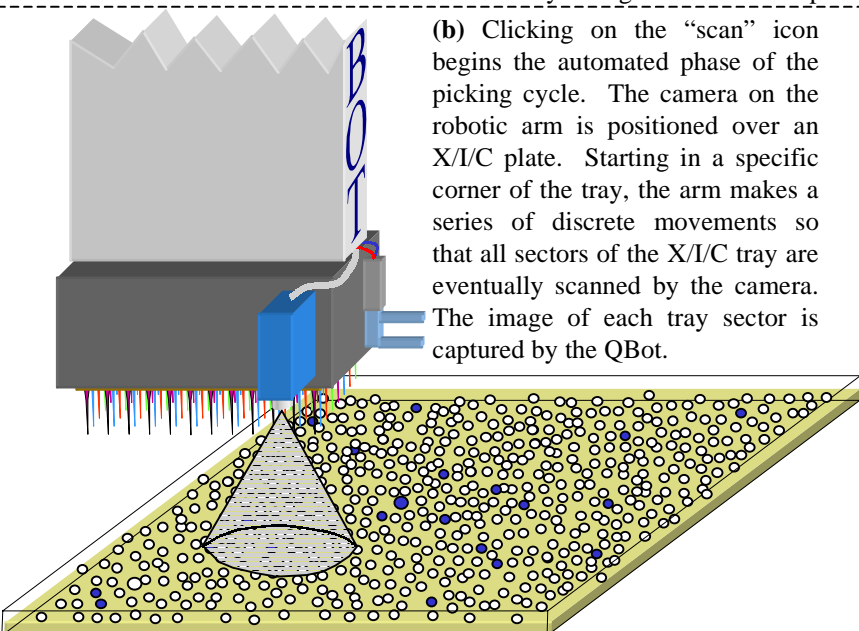 (b) Clicking on the “scan” icon
begins the automated phase of the
picking cycle. The camera on the
robotic arm is positioned over an
X/I/C plate. Starting in a specific
corner of the tray, the arm makes a
series of discrete movements so
that all sectors of the X/I/C tray are
eventually scanned by the camera.
The image of each tray sector is
captured by the QBot.
BOT